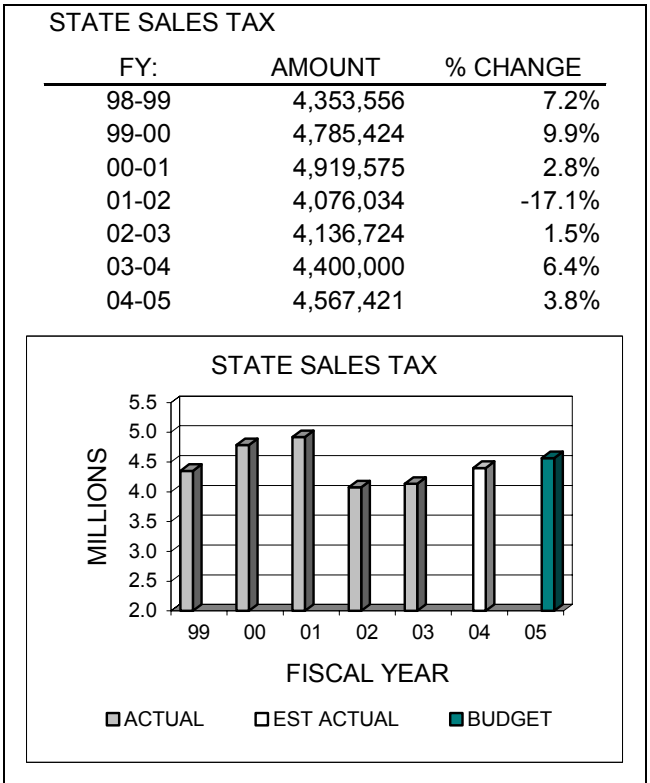 STATE SALES TAX
FY: AMOUNT % CHANGE
98-99 4,353,556 7.2%
99-00 4,785,424 9.9%
00-01 4,919,575 2.8%
01-02 4,076,034 -17.1%
02-03 4,136,724 1.5%
03-04 4,400,000 6.4%
04-05 4,567,421 3.8%
STATE SALES TAX
5.5
5.0
4.5
4.0
3.5
3.0
2.5
2.0
MILLIONS
99 00 01 02 03 04 05
FISCAL YEAR
ACTUAL EST ACTUAL BUDGET